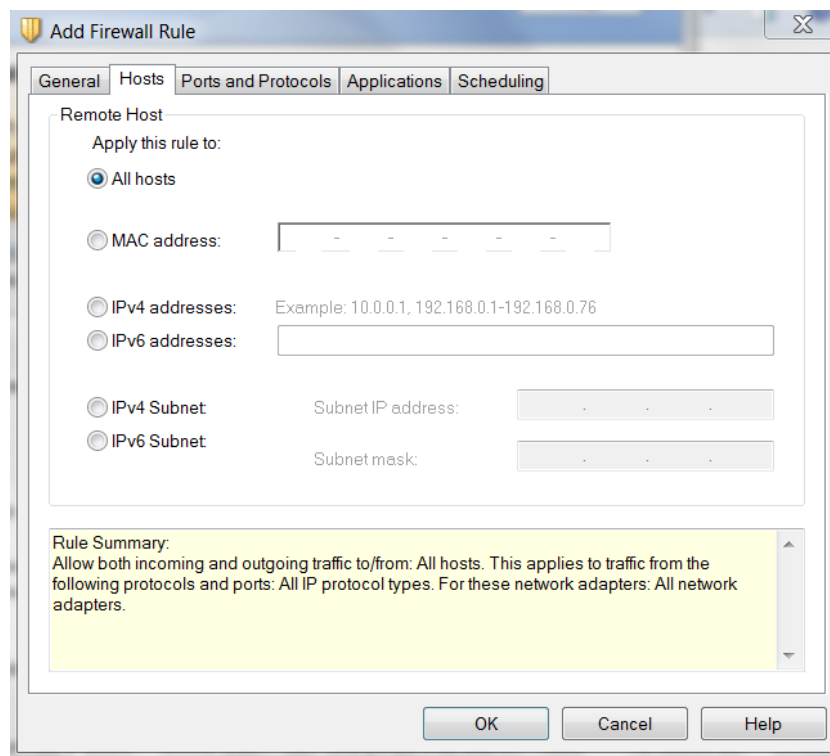 Add Firewall Rule
General Hosts Ports and Protocols Applications Scheduling
Remote Host
Apply this rule to:
All hosts
MAC address: - - - - -
IPv4 addresses: Example: 10.0.0.1, 192.168.0.1-192.168.0.76
IPv6 addresses:
IPv4 Subnet Subnet IP address: . . .
IPv6 Subnet
Subnet mask: . . .
Rule Summary:
Allow both incoming and outgoing traffic to/from: All hosts. This applies to traffic from the
following protocols and ports: All IP protocol types. For these network adapters: All network
adapters.
OK Cancel Help